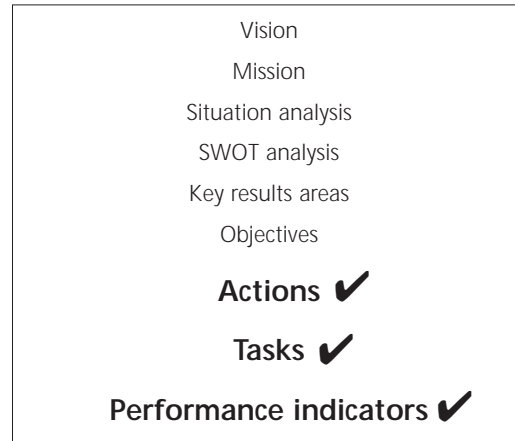 Vision
Mission
Situation analysis
SWOT analysis
Key results areas
Objectives
Actions ✔
Tasks ✔
Performance indicators ✔